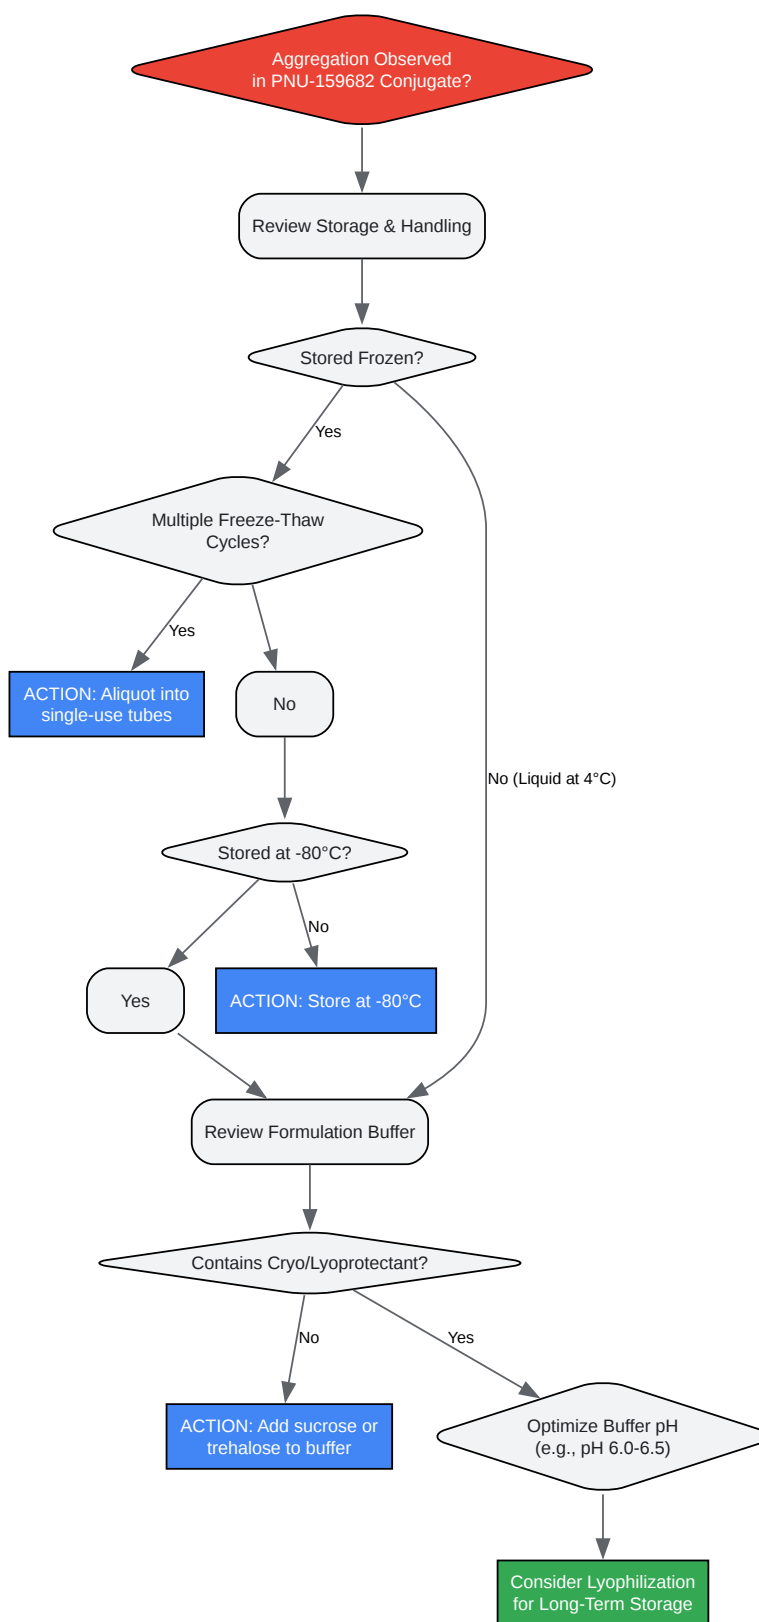 Aggregation Observed
in PNU-159682 Conjugate?
Review Storage & Handling
Stored Frozen?
Yes
Multiple Freeze-Thaw
Cycles?
Yes
ACTION: Aliquot into
single-use tubes
No
No (Liquid at 4°C)
Stored at -80°C?
No
Yes
ACTION: Store at -80°C
Review Formulation Buffer
Contains Cryo/Lyoprotectant?
No
Yes
ACTION: Add sucrose or
trehalose to buffer
Optimize Buffer pH
(e.g., pH 6.0-6.5)
Consider Lyophilization
for Long-Term Storage